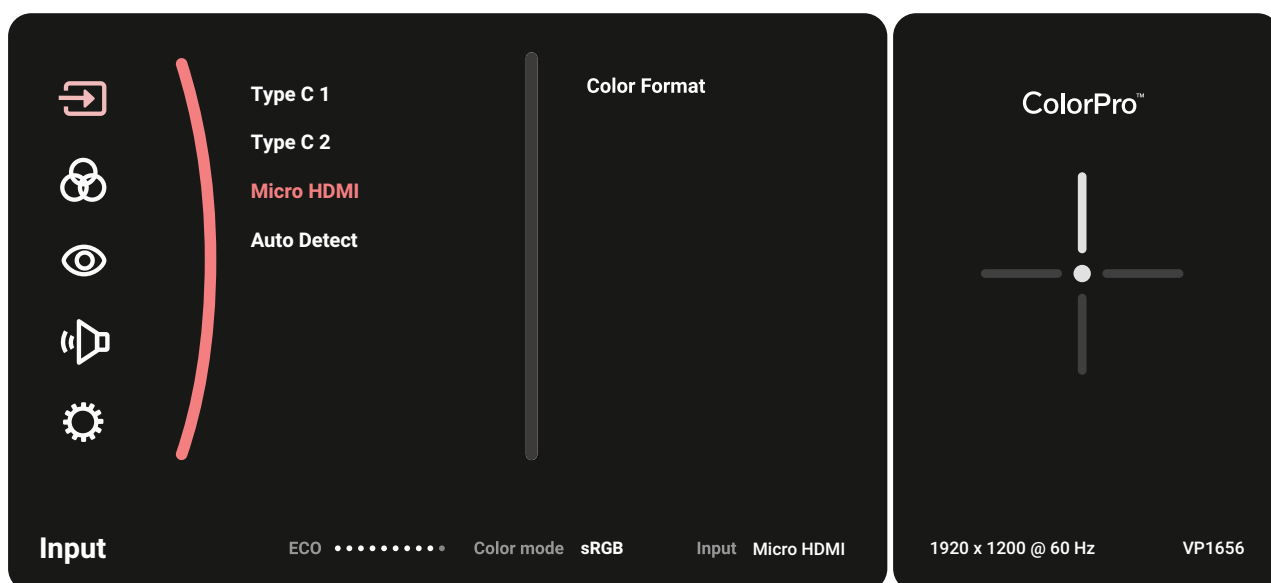 Type C 1
Type C 2
Micro HDMI
Auto Detect
Color Format
Input
ECO
Color mode sRGB
Input Micro HDMI
ColorPro™
1920 x 1200 @ 60 Hz
VP1656